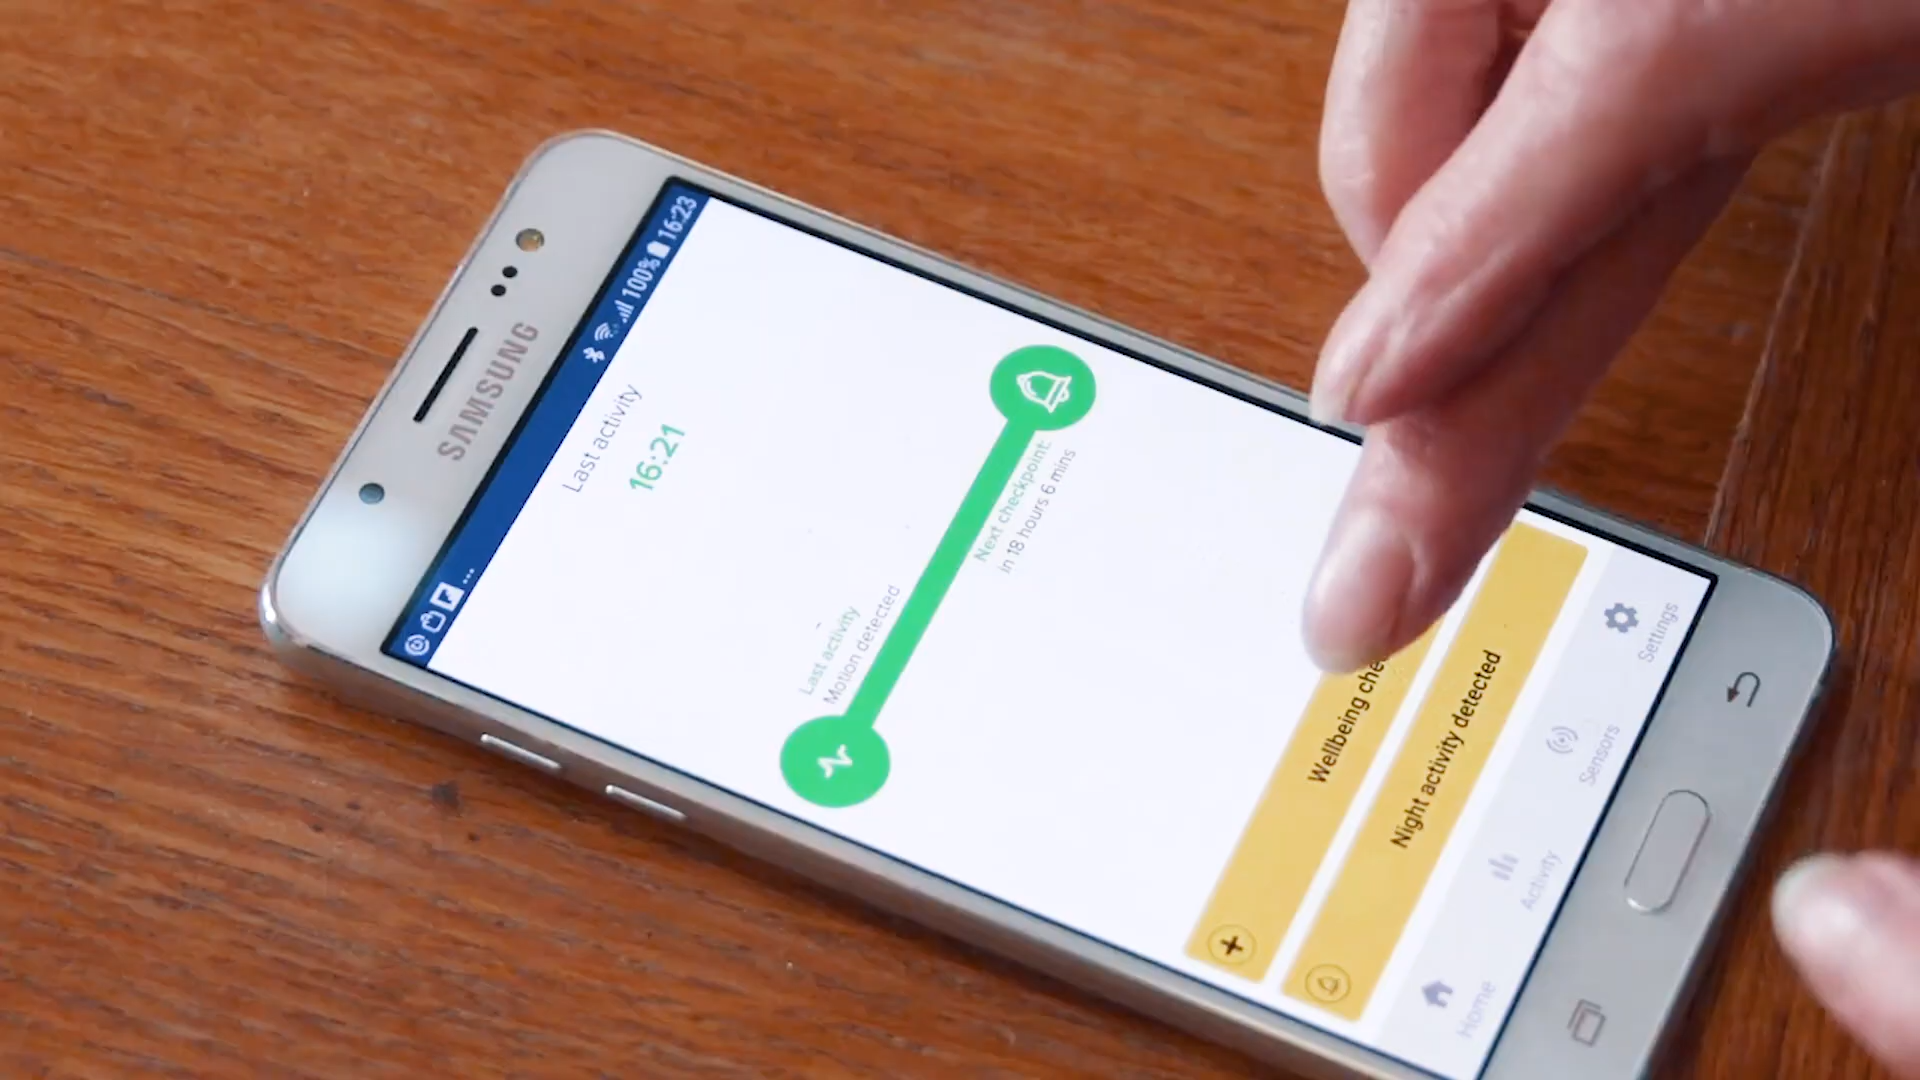 SAMSUNG
100% 16:23
Last activity
16:21
Last activity
Motion detected
Next checkpoint:
in 18 hours 6 mins
Wellbeing che
Night activity detected
Home
Activity
Sensors
Settings